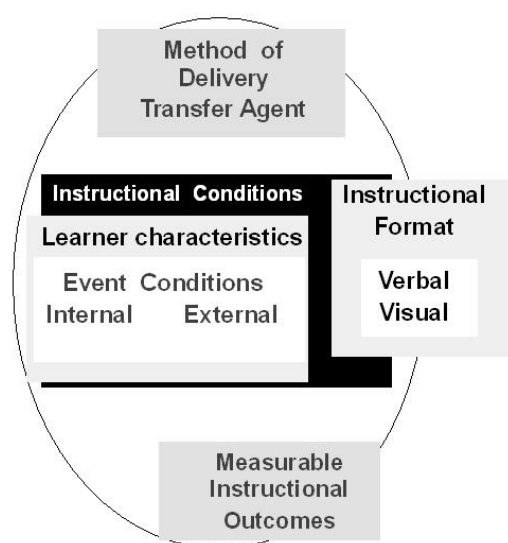 Method of
Delivery
Transfer Agent
Instructional Conditions
Learner characteristics
Event Conditions
Internal External
Instructional
Format
Verbal
Visual
Measurable
Instructional
Outcomes